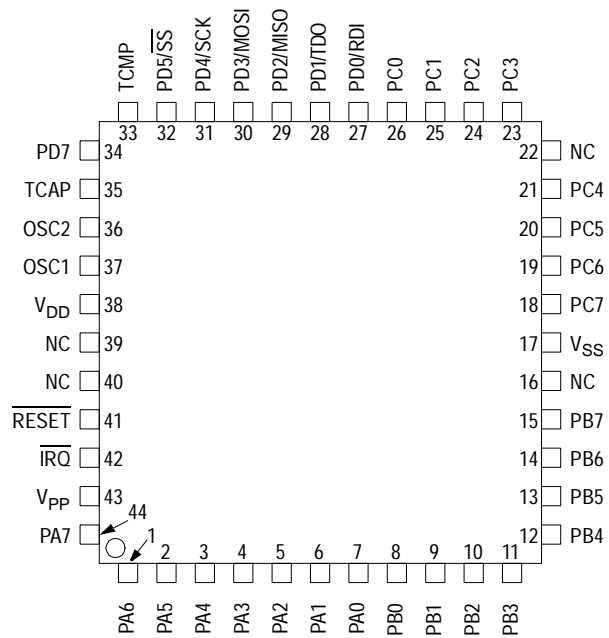 TCMP
PD5/S̅S̅
PD4/SCK
PD3/MOSI
PD2/MISO
PD1/TDO
PD0/RDI
PC0
PC1
PC2
PC3
33 32 31 30 29 28 27 26 25 24 23
PD7 34 22 NC
TCAP 35 21 PC4
OSC2 36 20 PC5
OSC1 37 19 PC6
VDD 38 18 PC7
NC 39 17 VSS
NC 40 16 NC
R̅E̅S̅E̅T̅ 41 15 PB7
I̅R̅Q̅ 42 14 PB6
VPP 43 13 PB5
PA7 44 12 PB4
1 2 3 4 5 6 7 8 9 10 11
PA6
PA5
PA4
PA3
PA2
PA1
PA0
PB0
PB1
PB2
PB3